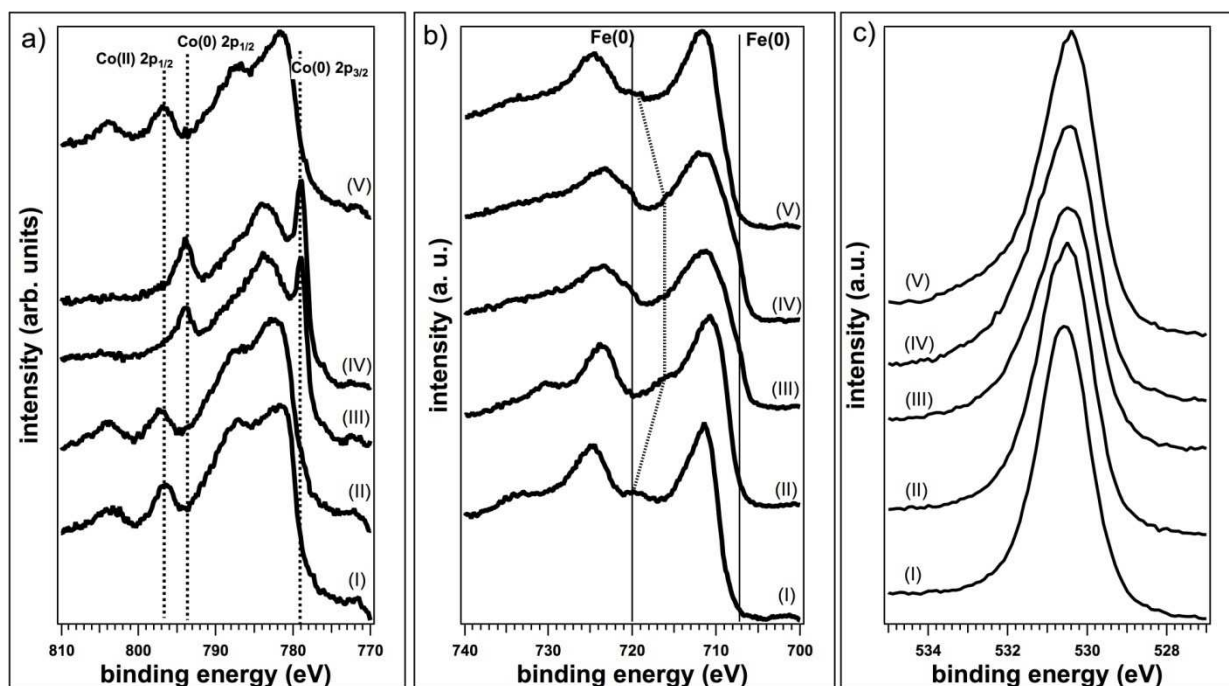 a)
Co(II) 2p1/2
Co(0) 2p1/2
Co(0) 2p3/2
(V)
(IV)
(III)
(II)
(I)
intensity (arb. units)
810 800 790 780 770
binding energy (eV)
b)
Fe(0)
Fe(0)
(V)
(IV)
(III)
(II)
(I)
intensity (a. u.)
740 730 720 710 700
binding energy (eV)
c)
(V)
(IV)
(III)
(II)
(I)
intensity (a.u.)
534 532 530 528
binding energy (eV)